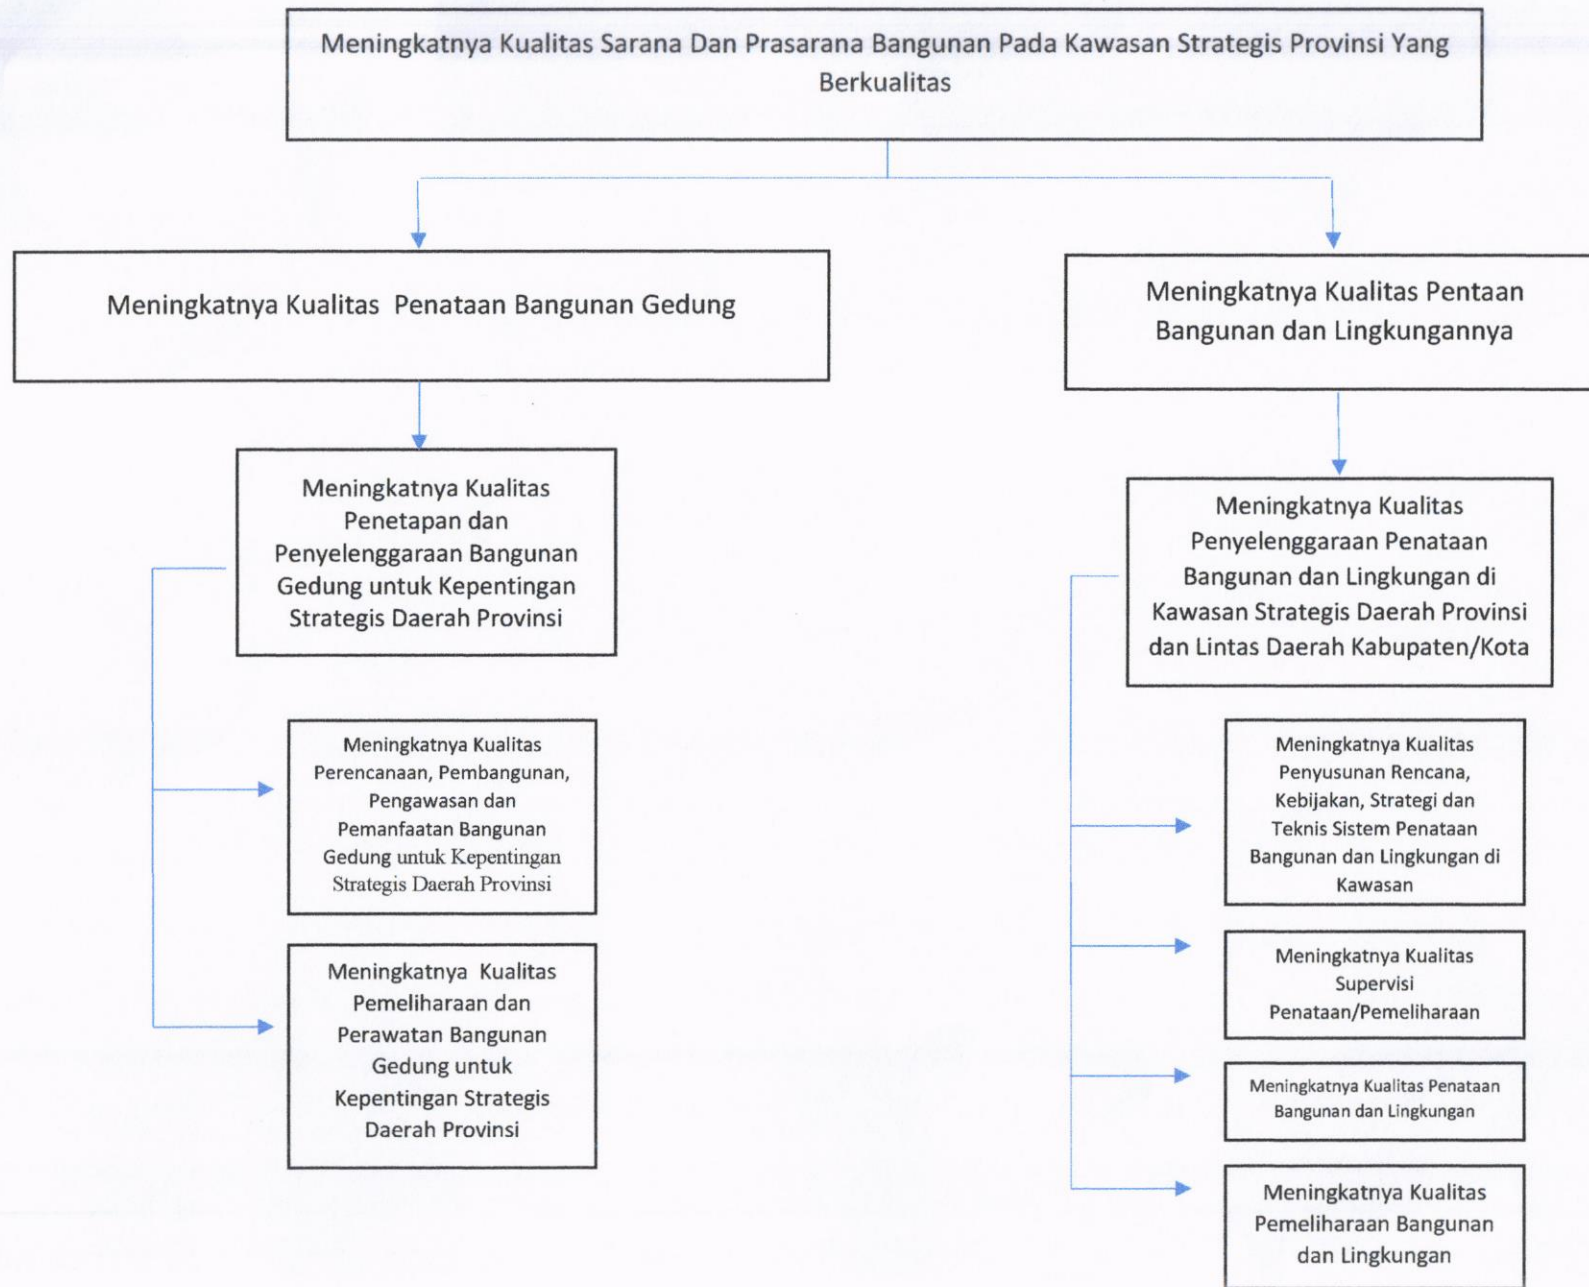 Meningkatnya Kualitas Sarana Dan Prasarana Bangunan Pada Kawasan Strategis Provinsi Yang
Berkualitas
Meningkatnya Kualitas Penataan Bangunan Gedung
Meningkatnya Kualitas Pentaan
Bangunan dan Lingkungannya
Meningkatnya Kualitas
Penetapan dan
Penyelenggaraan Bangunan
Gedung untuk Kepentingan
Strategis Daerah Provinsi
Meningkatnya Kualitas
Perencanaan, Pembangunan,
Pengawasan dan
Pemanfaatan Bangunan
Gedung untuk Kepentingan
Strategis Daerah Provinsi
Meningkatnya Kualitas
Pemeliharaan dan
Perawatan Bangunan
Gedung untuk
Kepentingan Strategis
Daerah Provinsi
Meningkatnya Kualitas
Penyelenggaraan Penataan
Bangunan dan Lingkungan di
Kawasan Strategis Daerah Provinsi
dan Lintas Daerah Kabupaten/Kota
Meningkatnya Kualitas
Penyusunan Rencana,
Kebijakan, Strategi dan
Teknis Sistem Penataan
Bangunan dan Lingkungan di
Kawasan
Meningkatnya Kualitas
Supervisi
Penataan/Pemeliharaan
Meningkatnya Kualitas Penataan
Bangunan dan Lingkungan
Meningkatnya Kualitas
Pemeliharaan Bangunan
dan Lingkungan